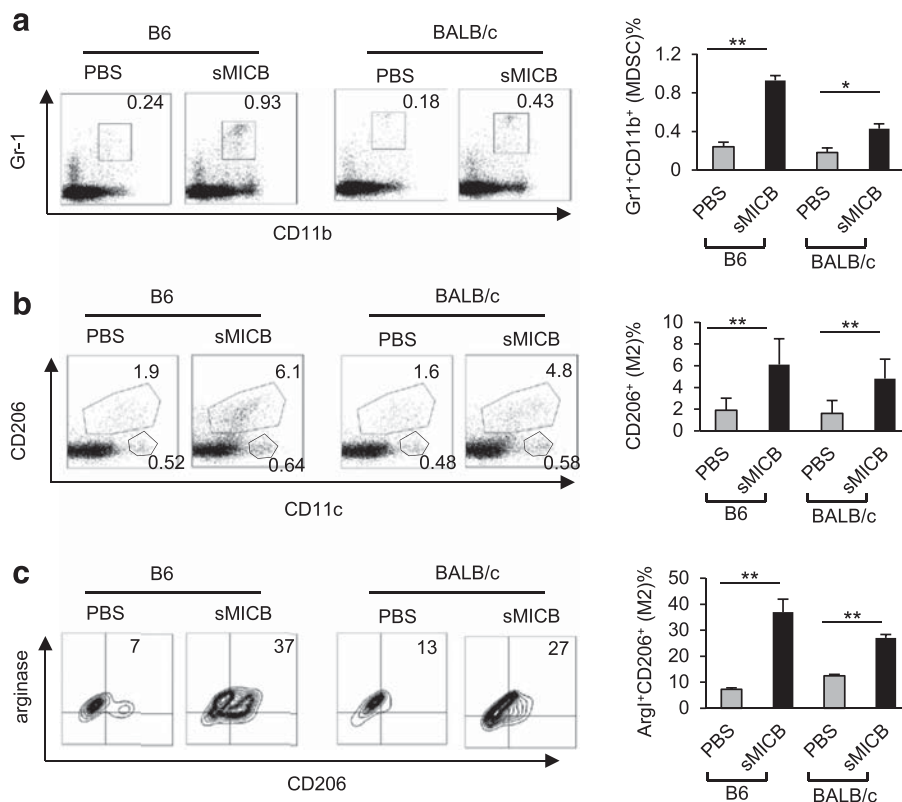 a
B6
BALB/c
PBS
sMICB
PBS
sMICB
0.24
0.93
0.18
0.43
Gr-1
CD11b
Gr1+CD11b+ (MDSC)%
1.2
0.8
0.4
0
**
*
PBS
sMICB
PBS
sMICB
B6
BALB/c
b
B6
BALB/c
PBS
sMICB
PBS
sMICB
1.9
6.1
1.6
4.8
0.52
0.64
0.48
0.58
CD206
CD11c
CD206+ (M2)%
10
8
6
4
2
0
**
**
PBS
sMICB
PBS
sMICB
B6
BALB/c
c
B6
BALB/c
PBS
sMICB
PBS
sMICB
7
37
13
27
arginase
CD206
ArgI+CD206+ (M2)%
50
40
30
20
10
0
**
**
PBS
sMICB
PBS
sMICB
B6
BALB/c